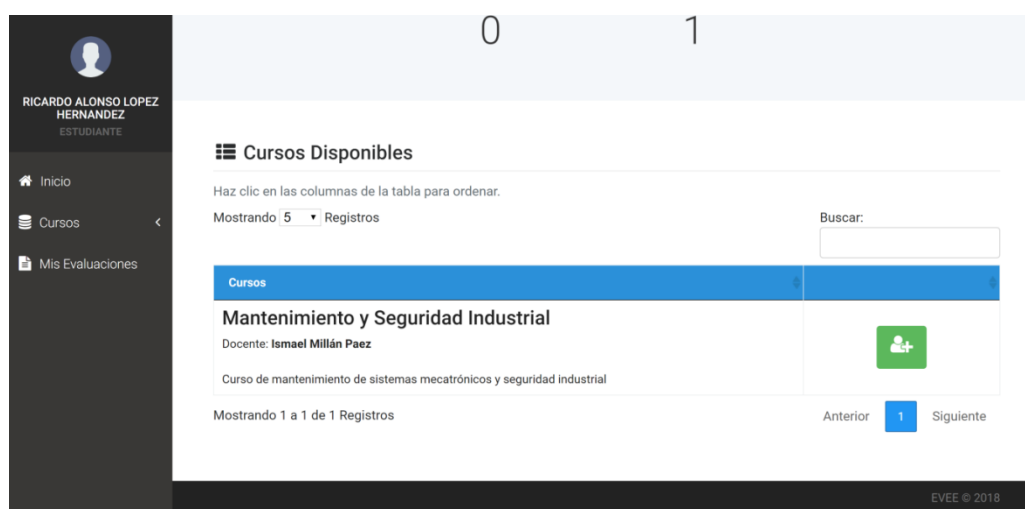 0 1
RICARDO ALONSO LOPEZ
HERNANDEZ
ESTUDIANTE
Inicio
Cursos
Mis Evaluaciones
Cursos Disponibles
Haz clic en las columnas de la tabla para ordenar.
Mostrando 5 Registros
Buscar:
Cursos
Mantenimiento y Seguridad Industrial
Docente: Ismael Millán Paez
Curso de mantenimiento de sistemas mecatrónicos y seguridad industrial
Mostrando 1 a 1 de 1 Registros
Anterior 1 Siguiente
EVEE © 2018